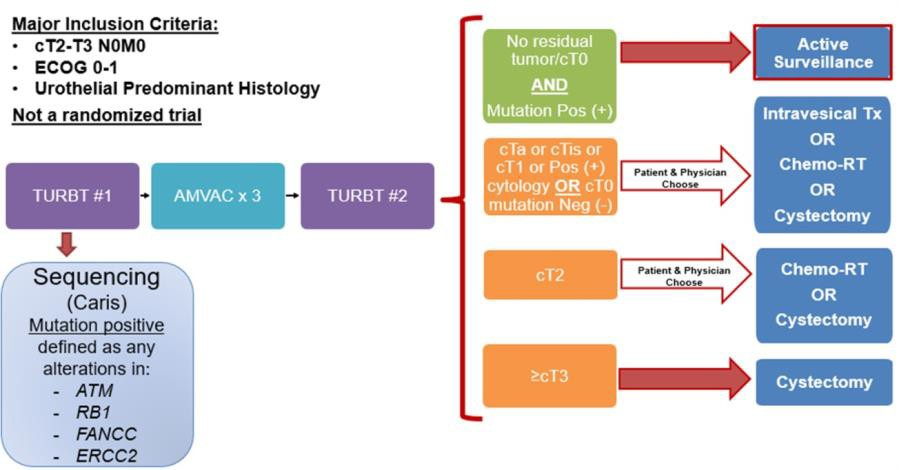 Major Inclusion Criteria:
• cT2-T3 N0M0
• ECOG 0-1
• Urothelial Predominant Histology
Not a randomized trial
TURBT #1
AMVAC x 3
TURBT #2
Sequencing
(Caris)
Mutation positive
defined as any
alterations in:
- ATM
- RB1
- FANCC
- ERCC2
No residual
tumor/cT0
AND
Mutation Pos (+)
Active
Surveillance
cTa or cTis or
cT1 or Pos (+)
cytology OR cT0
mutation Neg (-)
Patient & Physician
Choose
Intravesical Tx
OR
Chemo-RT
OR
Cystectomy
cT2
Patient & Physician
Choose
Chemo-RT
OR
Cystectomy
≥cT3
Cystectomy